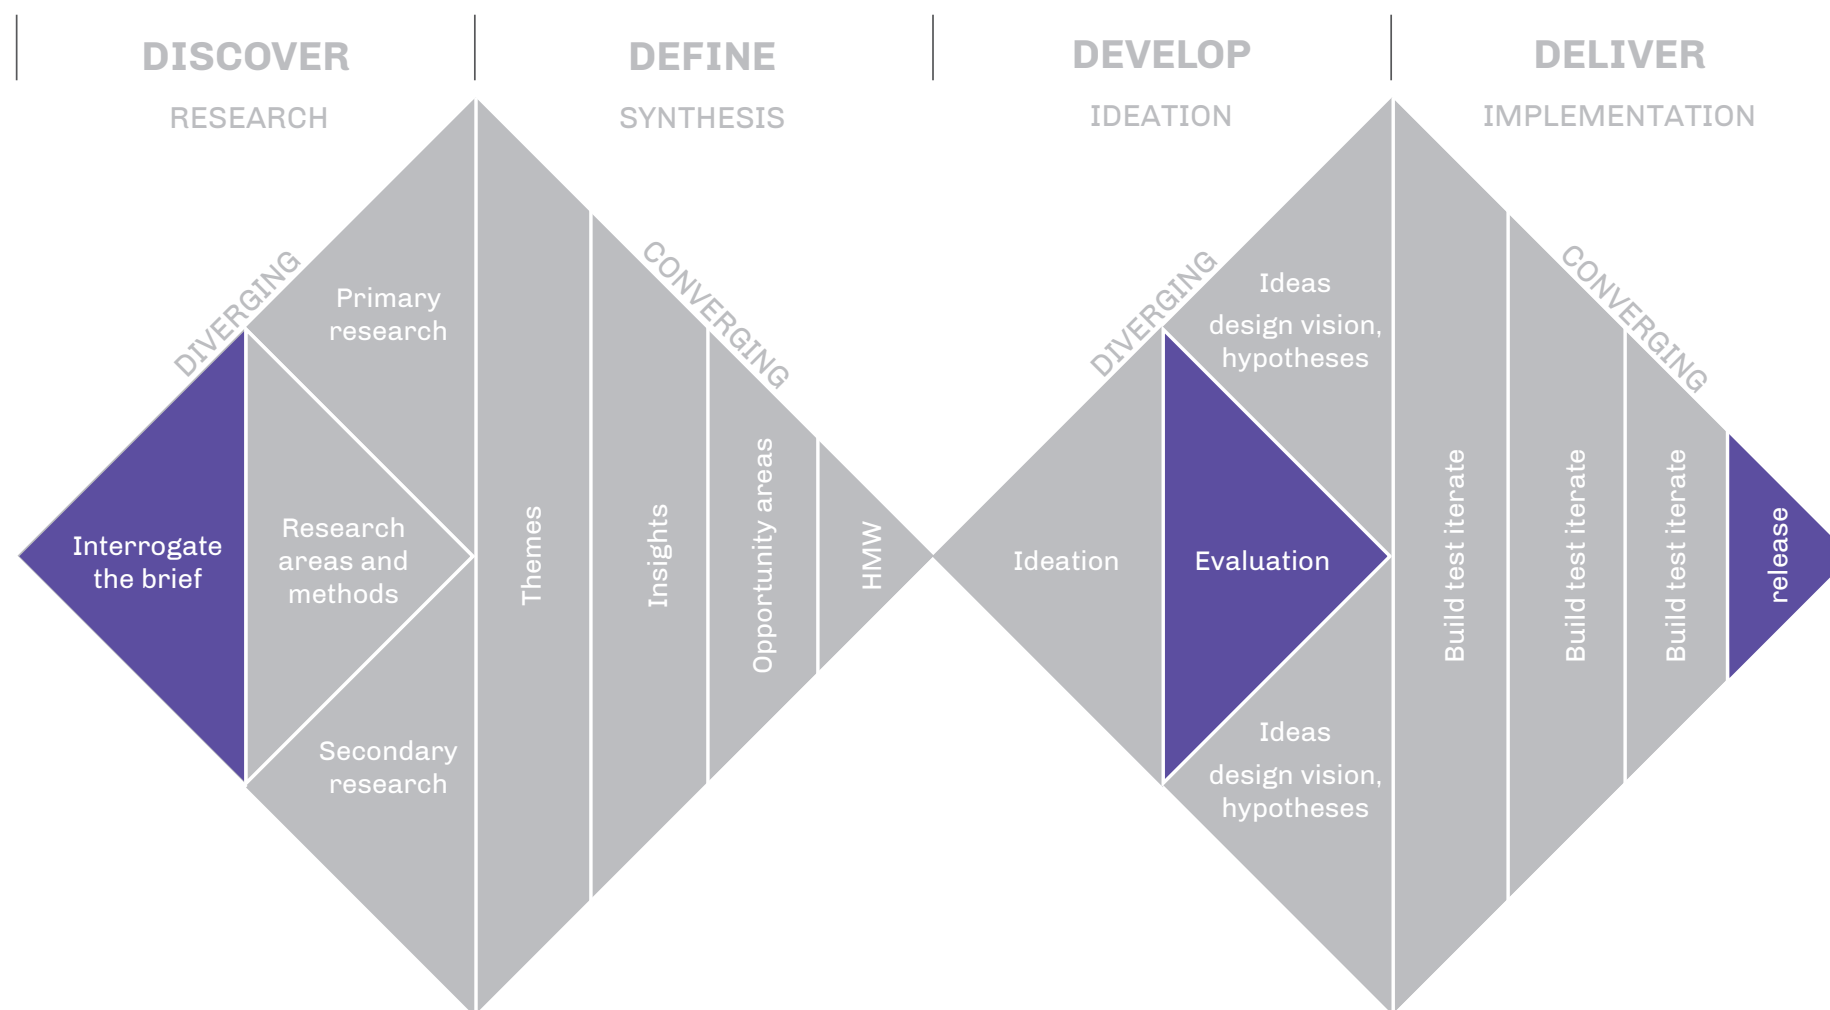 DISCOVER
RESEARCH
DEFINE
SYNTHESIS
DEVELOP
IDEATION
DELIVER
IMPLEMENTATION
DIVERGING
Interrogate
the brief
Primary
research
Research
areas and
methods
Secondary
research
CONVERGING
Themes
Insights
Opportunity areas
HMW
DIVERGING
Ideation
Ideas
design vision,
hypotheses
Evaluation
Ideas
design vision,
hypotheses
CONVERGING
Build test iterate
Build test iterate
Build test iterate
release